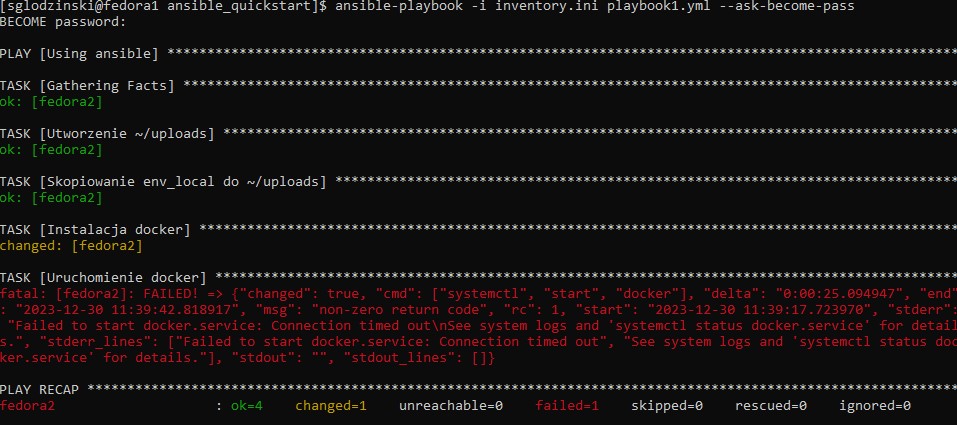 [sglodzinski@fedora1 ansible_quickstart]$ ansible-playbook -i inventory.ini playbook1.yml --ask-become-pass
BECOME password:
PLAY [Using ansible] ***************************************************************************************************
TASK [Gathering Facts] *************************************************************************************************
ok: [fedora2]
TASK [Utworzenie ~/uploads] ********************************************************************************************
ok: [fedora2]
TASK [Skopiowanie env_local do ~/uploads] ******************************************************************************
ok: [fedora2]
TASK [Instalacja docker] ***********************************************************************************************
changed: [fedora2]
TASK [Uruchomienie docker] *********************************************************************************************
fatal: [fedora2]: FAILED! => {"changed": true, "cmd": ["systemctl", "start", "docker"], "delta": "0:00:25.094947", "end"
: "2023-12-30 11:39:42.818917", "msg": "non-zero return code", "rc": 1, "start": "2023-12-30 11:39:17.723970", "stderr":
"Failed to start docker.service: Connection timed out\nSee system logs and 'systemctl status docker.service' for detail
s.", "stderr_lines": ["Failed to start docker.service: Connection timed out", "See system logs and 'systemctl status doc
ker.service' for details."], "stdout": "", "stdout_lines": []}
PLAY RECAP *************************************************************************************************************
fedora2 : ok=4 changed=1 unreachable=0 failed=1 skipped=0 rescued=0 ignored=0